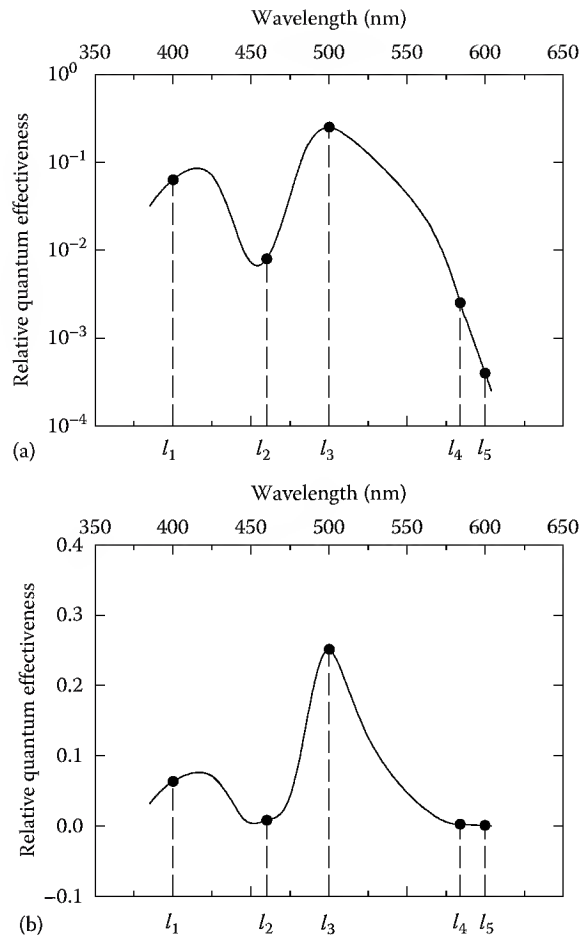 Wavelength (nm)
350 400 450 500 550 600 650
Relative quantum effectiveness
10⁰
10⁻¹
10⁻²
10⁻³
10⁻⁴
(a)
l₁ l₂ l₃ l₄ l₅
Wavelength (nm)
350 400 450 500 550 600 650
Relative quantum effectiveness
0.4
0.3
0.2
0.1
0.0
−0.1
(b)
l₁ l₂ l₃ l₄ l₅